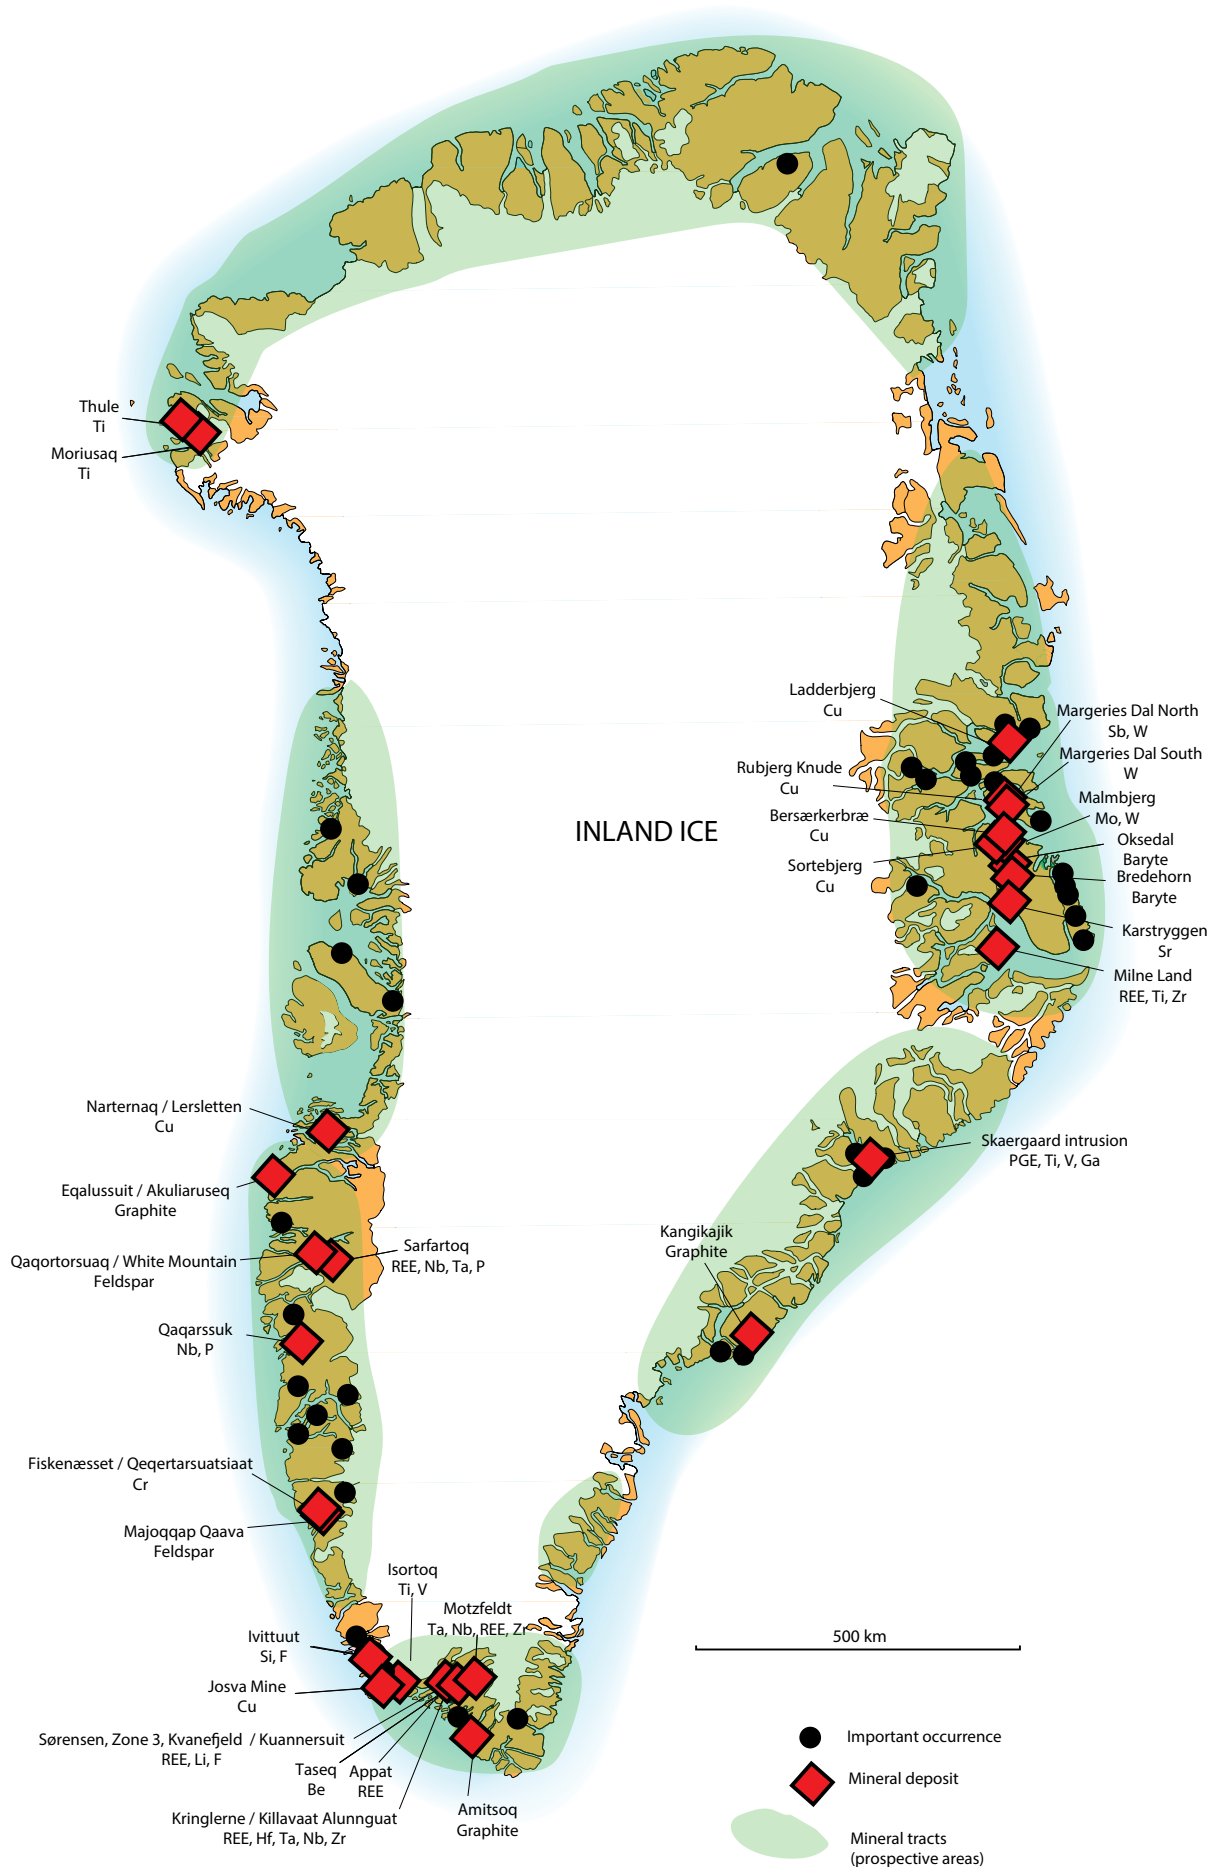 Thule
Ti
Moriusaq
Ti
Ladderbjerg
Cu
Margeries Dal North
Sb, W
Margeries Dal South
W
Rubjerg Knude
Cu
Malmbjerg
Mo, W
Bersærkerbræ
Cu
INLAND ICE
Oksedal
Baryte
Sortebjerg
Cu
Bredehorn
Baryte
Karstryggen
Sr
Milne Land
REE, Ti, Zr
Narternaq / Lersletten
Cu
Skaergaard intrusion
PGE, Ti, V, Ga
Eqalussuit / Akuliaruseq
Graphite
Kangikajik
Graphite
Sarfartoq
REE, Nb, Ta, P
Qaqortorsuaq / White Mountain
Feldspar
Qaqarssuk
Nb, P
Fiskenæsset / Qeqertarsuatsiaat
Cr
Majoqqap Qaava
Feldspar
Isortoq
Ti, V
Motzfeldt
Ta, Nb, REE, Zr
Ivittuut
Si, F
500 km
Josva Mine
Cu
Sørensen, Zone 3, Kvanefjeld / Kuannersuit
REE, Li, F
Taseq
Be
Appat
REE
Kringlerne / Killavaat Alunnguat
REE, Hf, Ta, Nb, Zr
Amitsoq
Graphite
Important occurrence
Mineral deposit
Mineral tracts
(prospective areas)